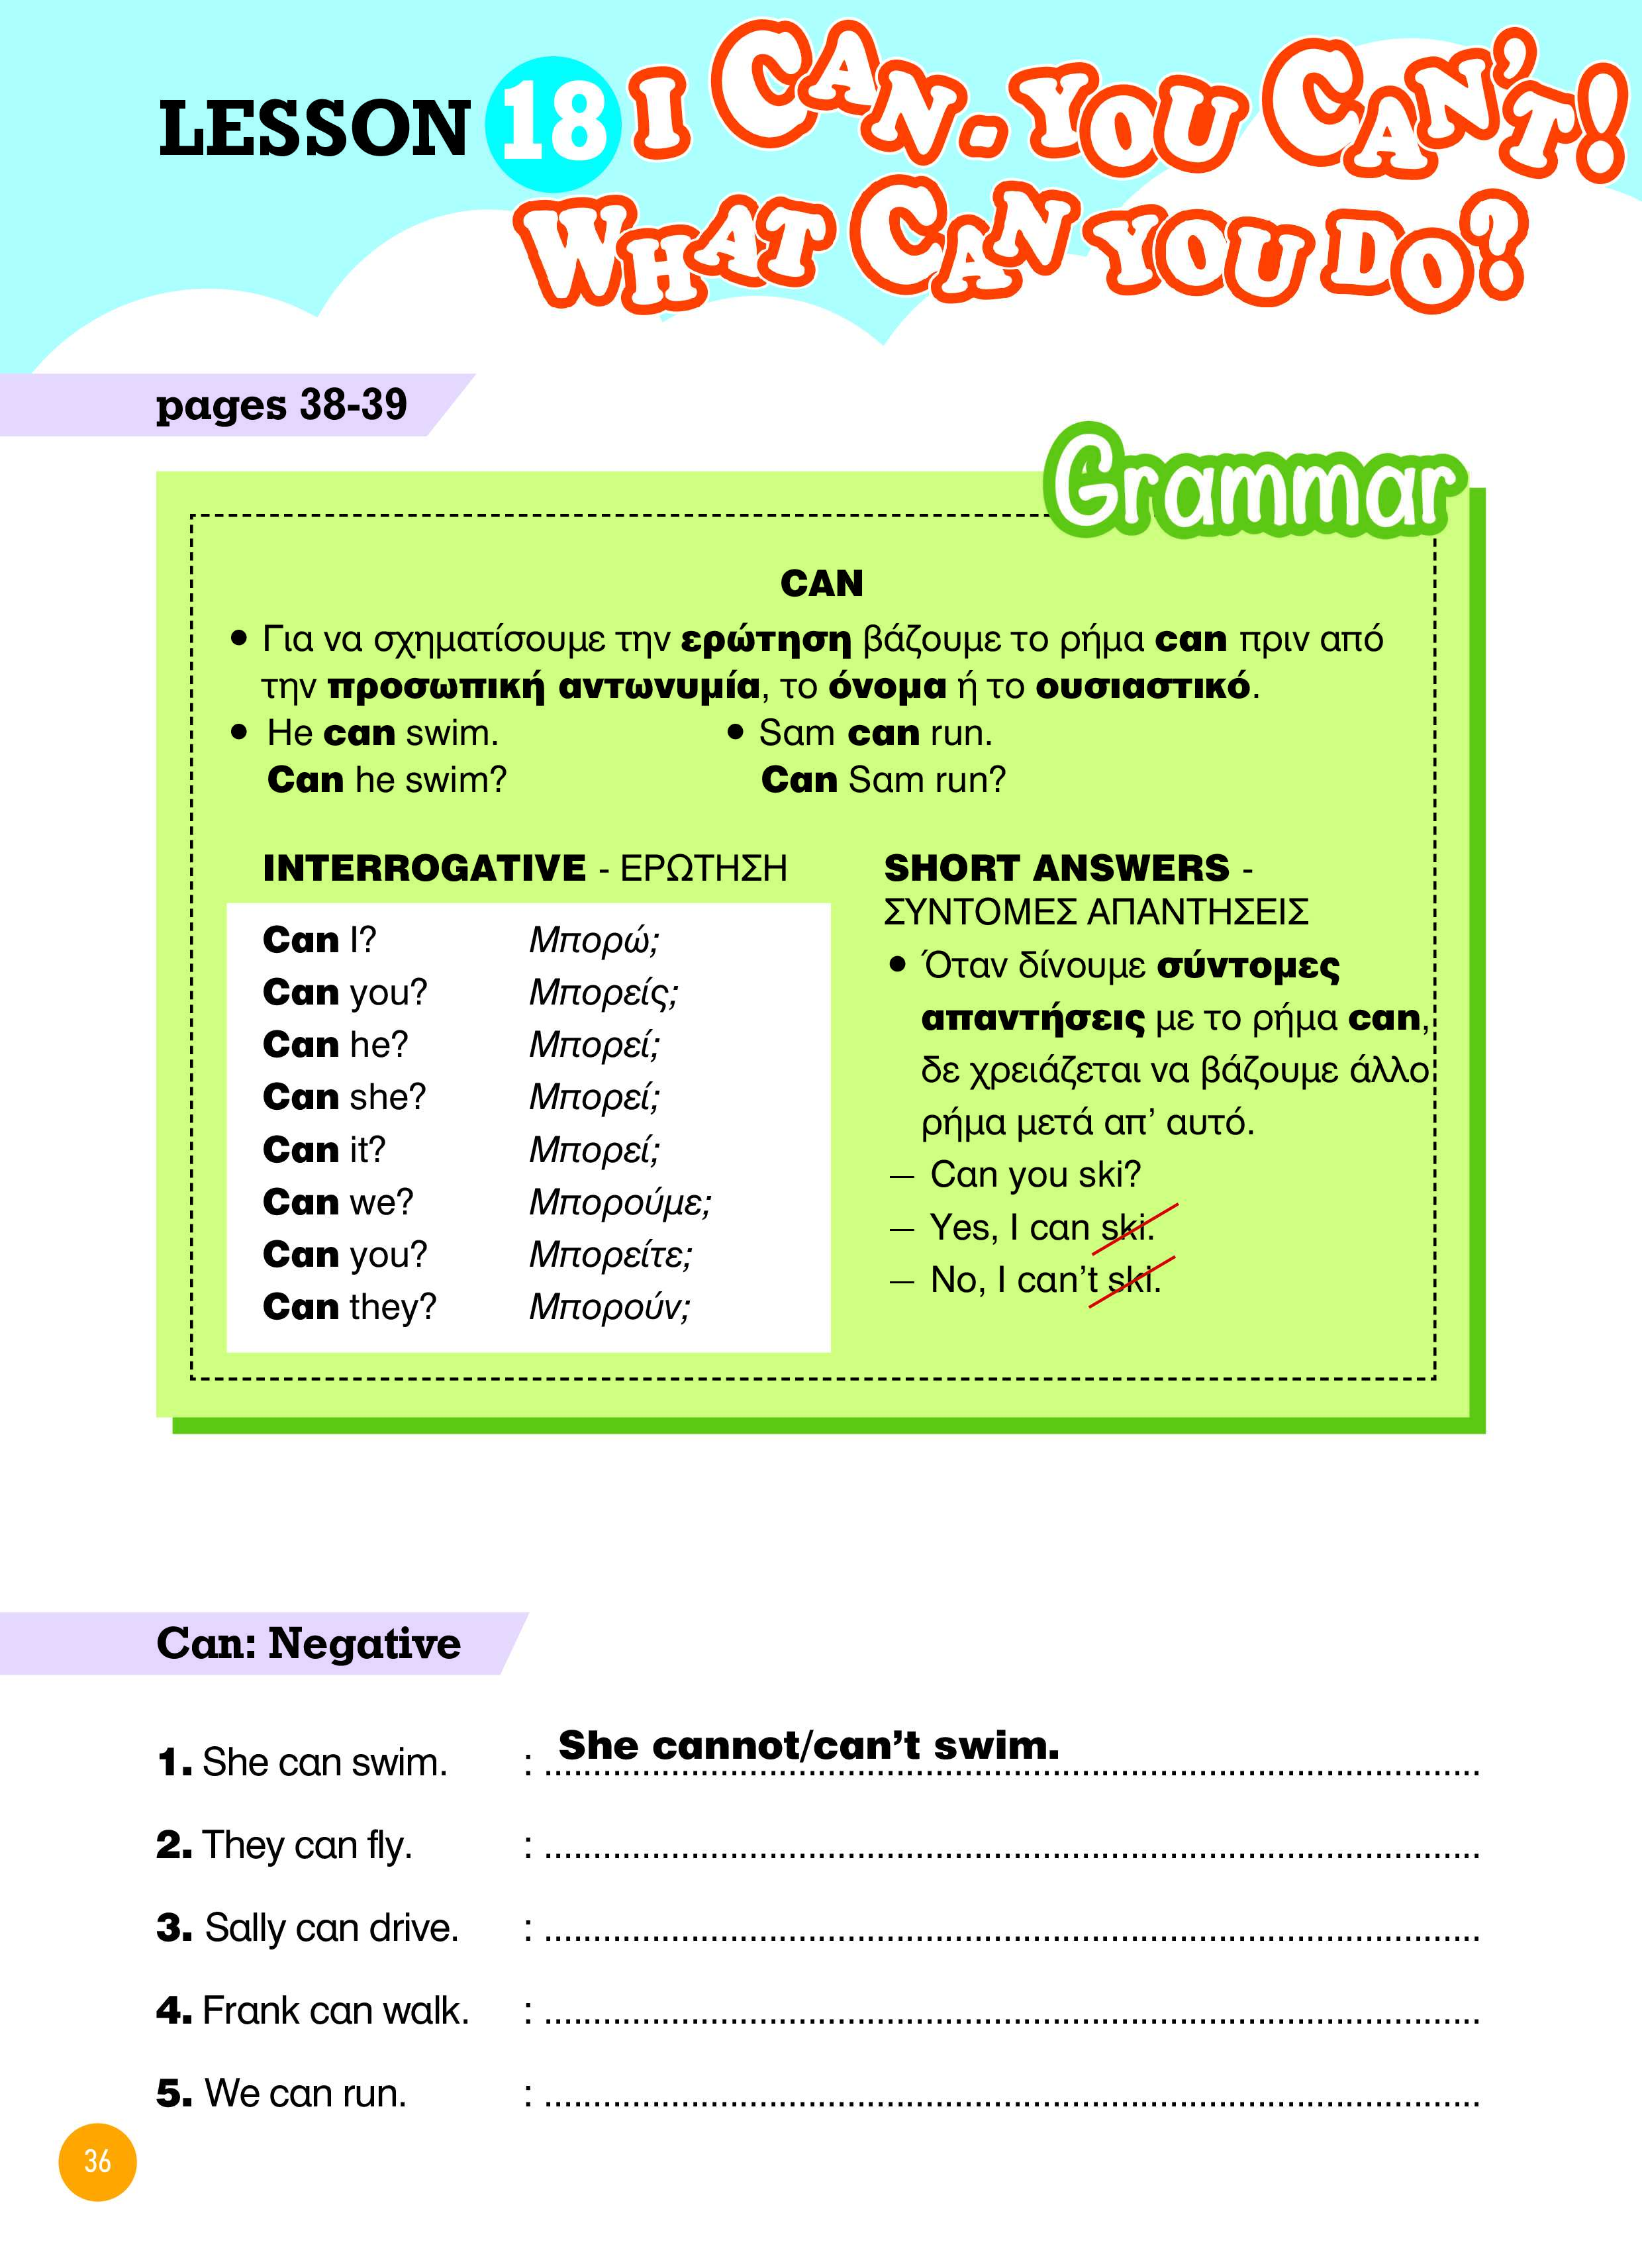 LESSON 18 I CAN - YOU CAN'T!
WHAT CAN YOU DO?
pages 38-39
Grammar
CAN
• Για να σχηματίσουμε την ερώτηση βάζουμε το ρήμα can πριν από
την προσωπική αντωνυμία, το όνομα ή το ουσιαστικό.
• He can swim.
Can he swim?
• Sam can run.
Can Sam run?
INTERROGATIVE - ΕΡΩΤΗΣΗ
Can I? Μπορώ;
Can you? Μπορείς;
Can he? Μπορεί;
Can she? Μπορεί;
Can it? Μπορεί;
Can we? Μπορούμε;
Can you? Μπορείτε;
Can they? Μπορούν;
SHORT ANSWERS -
ΣΥΝΤΟΜΕΣ ΑΠΑΝΤΗΣΕΙΣ
• Όταν δίνουμε σύντομες
απαντήσεις με το ρήμα can,
δε χρειάζεται να βάζουμε άλλο
ρήμα μετά απ' αυτό.
– Can you ski?
– Yes, I can ski.
– No, I can't ski.
Can: Negative
1. She can swim. : She cannot/can't swim.
2. They can fly. :
3. Sally can drive. :
4. Frank can walk. :
5. We can run. :
36